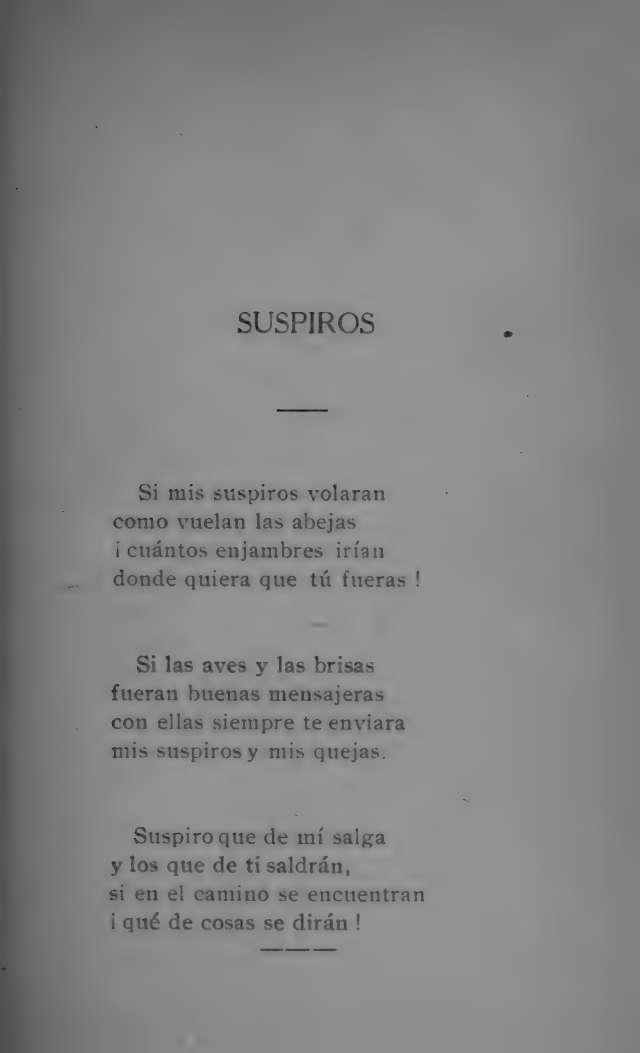 SUSPIROS
Si mis suspiros volaran
como vuelan las abejas
¡ cuántos enjambres irían
donde quiera que tú fueras !
Si las aves y las brisas
fueran buenas mensajeras
con ellas siempre te enviara
mis suspiros y mis quejas.
Suspiro que de mí salga
y los que de ti saldrán,
si en el camino se encuentran
¡ qué de cosas se dirán !